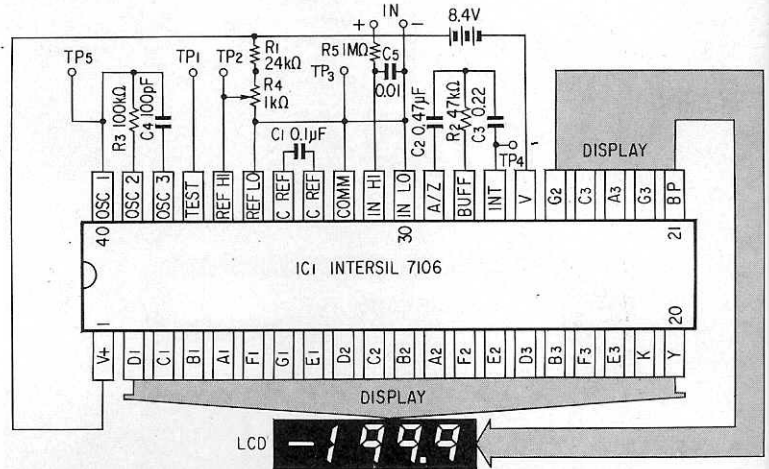 + IN -
8.4V
TP5
TP1
TP2
R1
24kΩ
R4
1kΩ
TP3
R5 1MΩ
C5
0.01
R3 100kΩ
C4 100pF
C1 0.1μF
C2 0.47μF
R2 47kΩ
C3 0.22
TP4
DISPLAY
OSC 1
OSC 2
OSC 3
TEST
REF HI
REF LO
C REF
C REF
COMM
IN HI
IN LO
A/Z
BUFF
INT
V
G2
C3
A3
G3
BP
40
30
21
IC1 INTERSIL 7106
1
20
V+
D1
C1
B1
A1
F1
G1
E1
D2
C2
B2
A2
F2
E2
D3
B3
F3
E3
K
Y
DISPLAY
LCD
-199.9